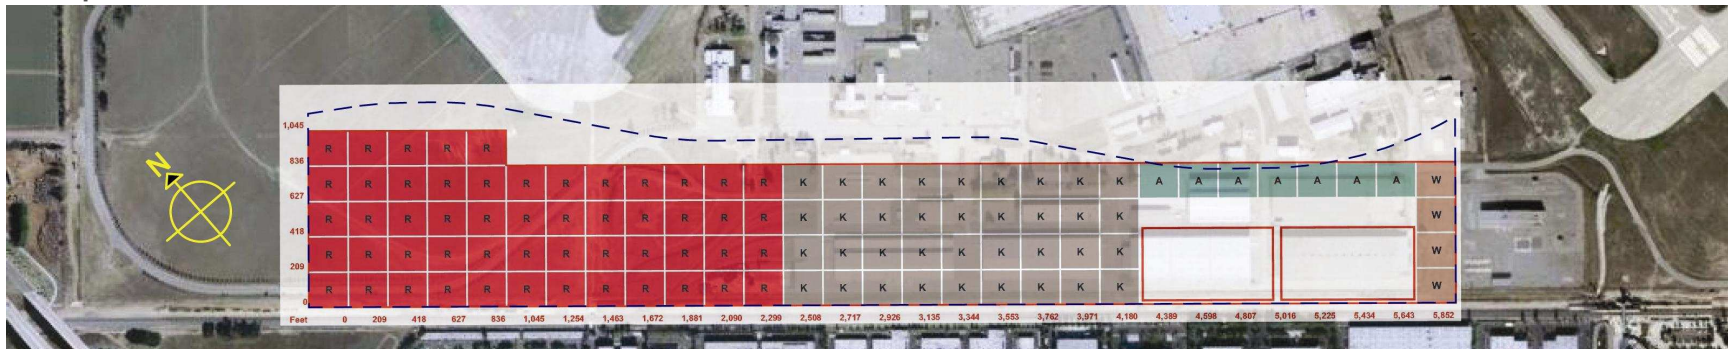 1,045
R R R R R
836
R R R R R R R R R R R R K K K K K K K K K A A A A A A A W
N
627
R R R R R R R R R R R R K K K K K K K K K W
418
R R R R R R R R R R R R K K K K K K K K K W
209
R R R R R R R R R R R R K K K K K K K K K W
0
Feet 0 209 418 627 836 1,045 1,254 1,463 1,672 1,881 2,090 2,299 2,508 2,717 2,926 3,135 3,344 3,553 3,762 3,971 4,180 4,389 4,598 4,807 5,016 5,225 5,434 5,643 5,852